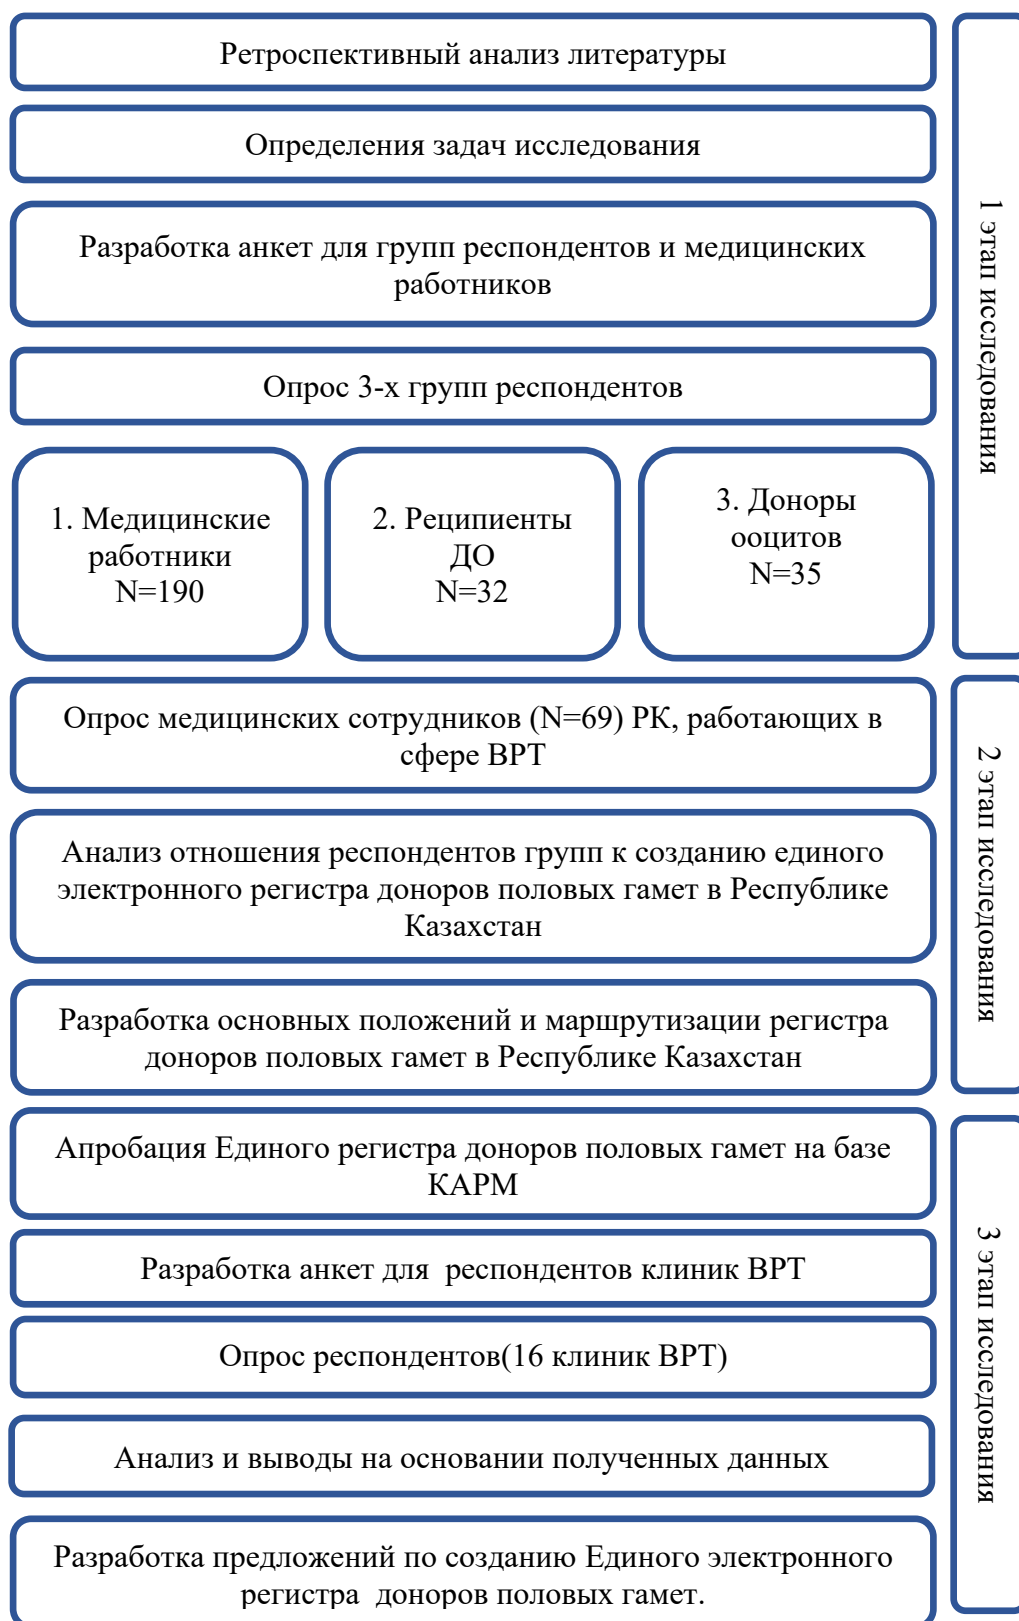 Ретроспективный анализ литературы
Определения задач исследования
Разработка анкет для групп респондентов и медицинских
работников
Опрос 3-х групп респондентов
1. Медицинские
работники
N=190
2. Реципиенты
ДО
N=32
3. Доноры
ооцитов
N=35
1 этап исследования
Опрос медицинских сотрудников (N=69) РК, работающих в
сфере ВРТ
Анализ отношения респондентов групп к созданию единого
электронного регистра доноров половых гамет в Республике
Казахстан
Разработка основных положений и маршрутизации регистра
доноров половых гамет в Республике Казахстан
2 этап исследования
Апробация Единого регистра доноров половых гамет на базе
КАРМ
Разработка анкет для  респондентов клиник ВРТ
Опрос респондентов(16 клиник ВРТ)
Анализ и выводы на основании полученных данных
Разработка предложений по созданию Единого электронного
регистра  доноров половых гамет.
3 этап исследования